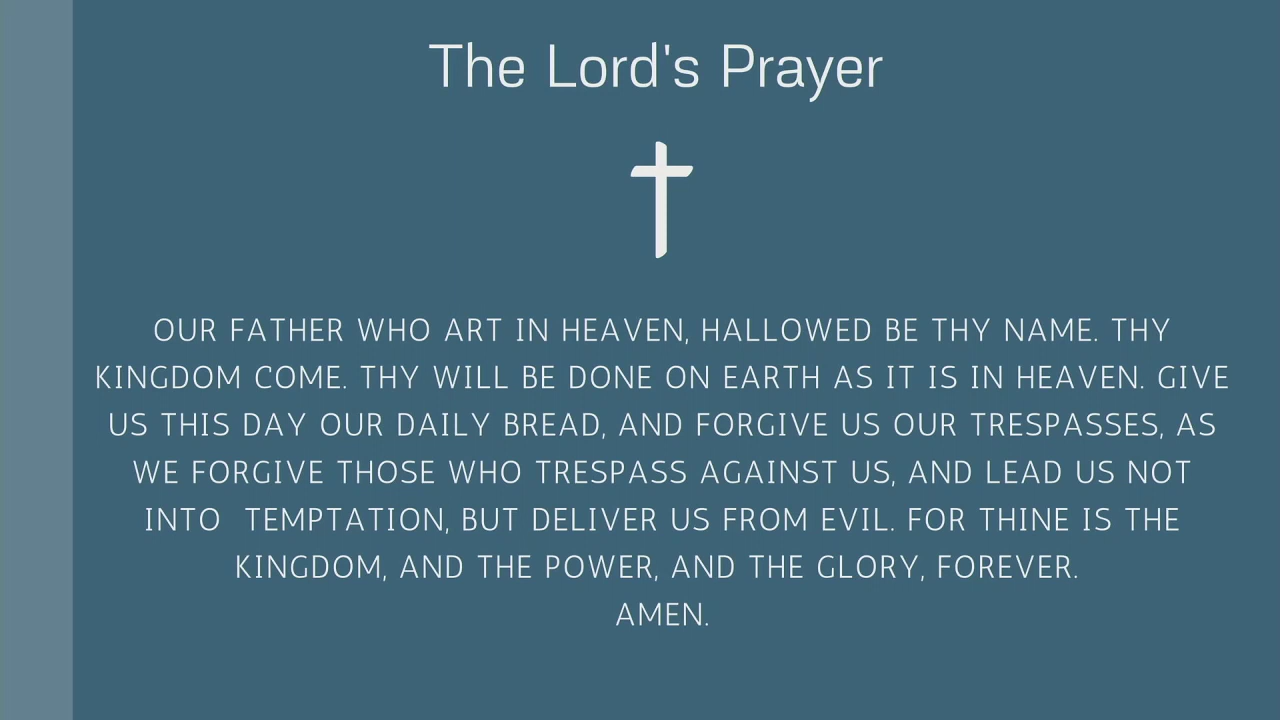 The Lord's Prayer
OUR FATHER WHO ART IN HEAVEN, HALLOWED BE THY NAME. THY
KINGDOM COME. THY WILL BE DONE ON EARTH AS IT IS IN HEAVEN. GIVE
US THIS DAY OUR DAILY BREAD, AND FORGIVE US OUR TRESPASSES, AS
WE FORGIVE THOSE WHO TRESPASS AGAINST US, AND LEAD US NOT
INTO  TEMPTATION, BUT DELIVER US FROM EVIL. FOR THINE IS THE
KINGDOM, AND THE POWER, AND THE GLORY, FOREVER.
AMEN.